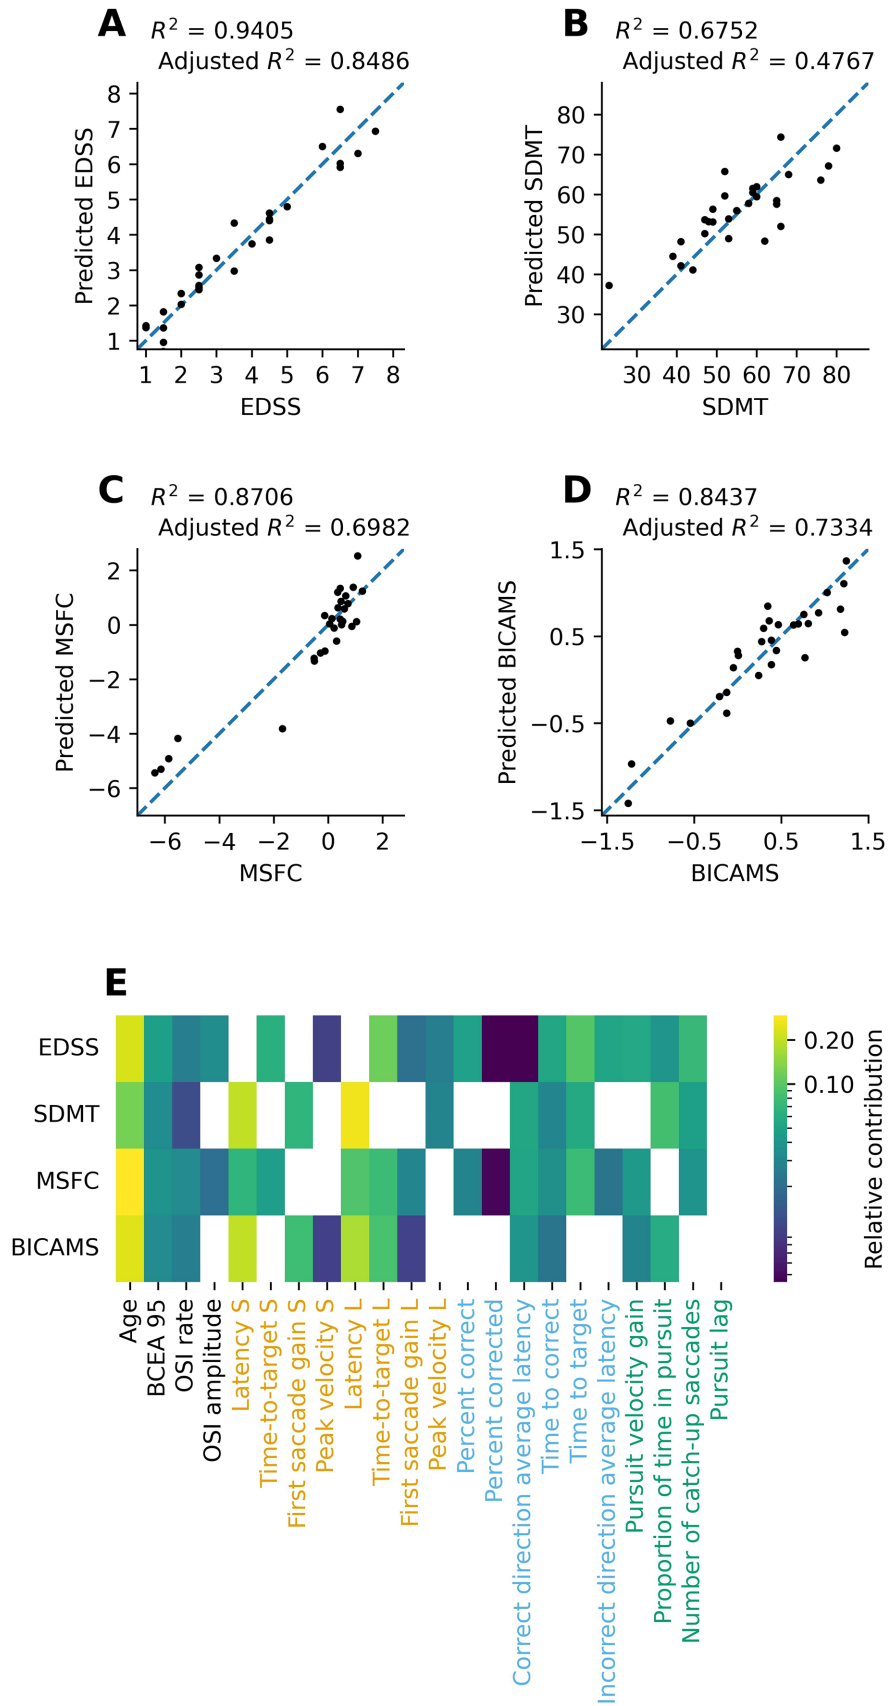 A
R² = 0.9405
Adjusted R² = 0.8486
Predicted EDSS
8
7
6
5
4
3
2
1
1 2 3 4 5 6 7 8
EDSS
B
R² = 0.6752
Adjusted R² = 0.4767
Predicted SDMT
80
70
60
50
40
30
30 40 50 60 70 80
SDMT
C
R² = 0.8706
Adjusted R² = 0.6982
Predicted MSFC
2
0
−2
−4
−6
−6 −4 −2 0 2
MSFC
D
R² = 0.8437
Adjusted R² = 0.7334
Predicted BICAMS
1.5
0.5
−0.5
−1.5
−1.5 −0.5 0.5 1.5
BICAMS
E
EDSS
SDMT
MSFC
BICAMS
Age
BCEA 95
OSI rate
OSI amplitude
Latency S
Time-to-target S
First saccade gain S
Peak velocity S
Latency L
Time-to-target L
First saccade gain L
Peak velocity L
Percent correct
Percent corrected
Correct direction average latency
Time to correct
Time to target
Incorrect direction average latency
Pursuit velocity gain
Proportion of time in pursuit
Number of catch-up saccades
Pursuit lag
0.20
0.10
Relative contribution